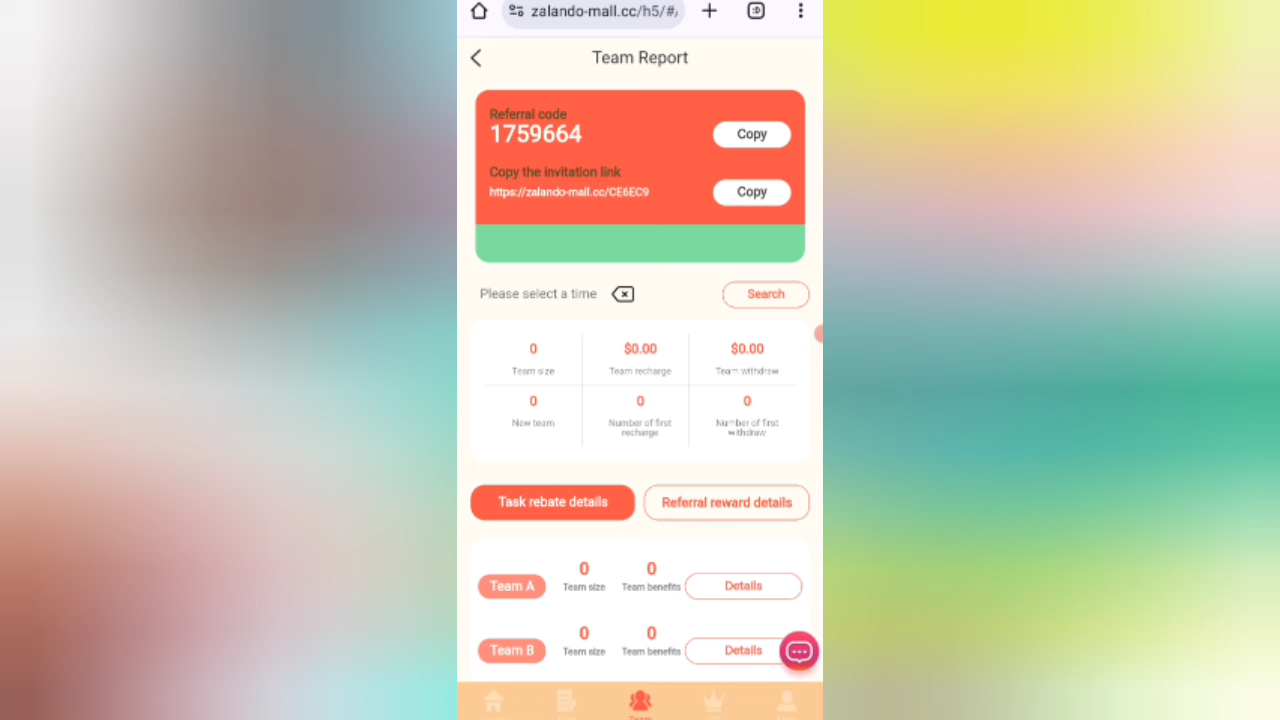 zalando-mall.cc/h5/#/
:D
Team Report
Referral code
1759664
Copy
Copy the invitation link
https://zalando-mall.cc/CE6EC9
Copy
Please select a time
Search
0
$0.00
$0.00
Team size
Team recharge
Team withdraw
0
0
0
New team
Number of first recharge
Number of first withdraw
Task rebate details
Referral reward details
Team A
0
Team size
0
Team benefits
Details
Team B
0
Team size
0
Team benefits
Details
Team